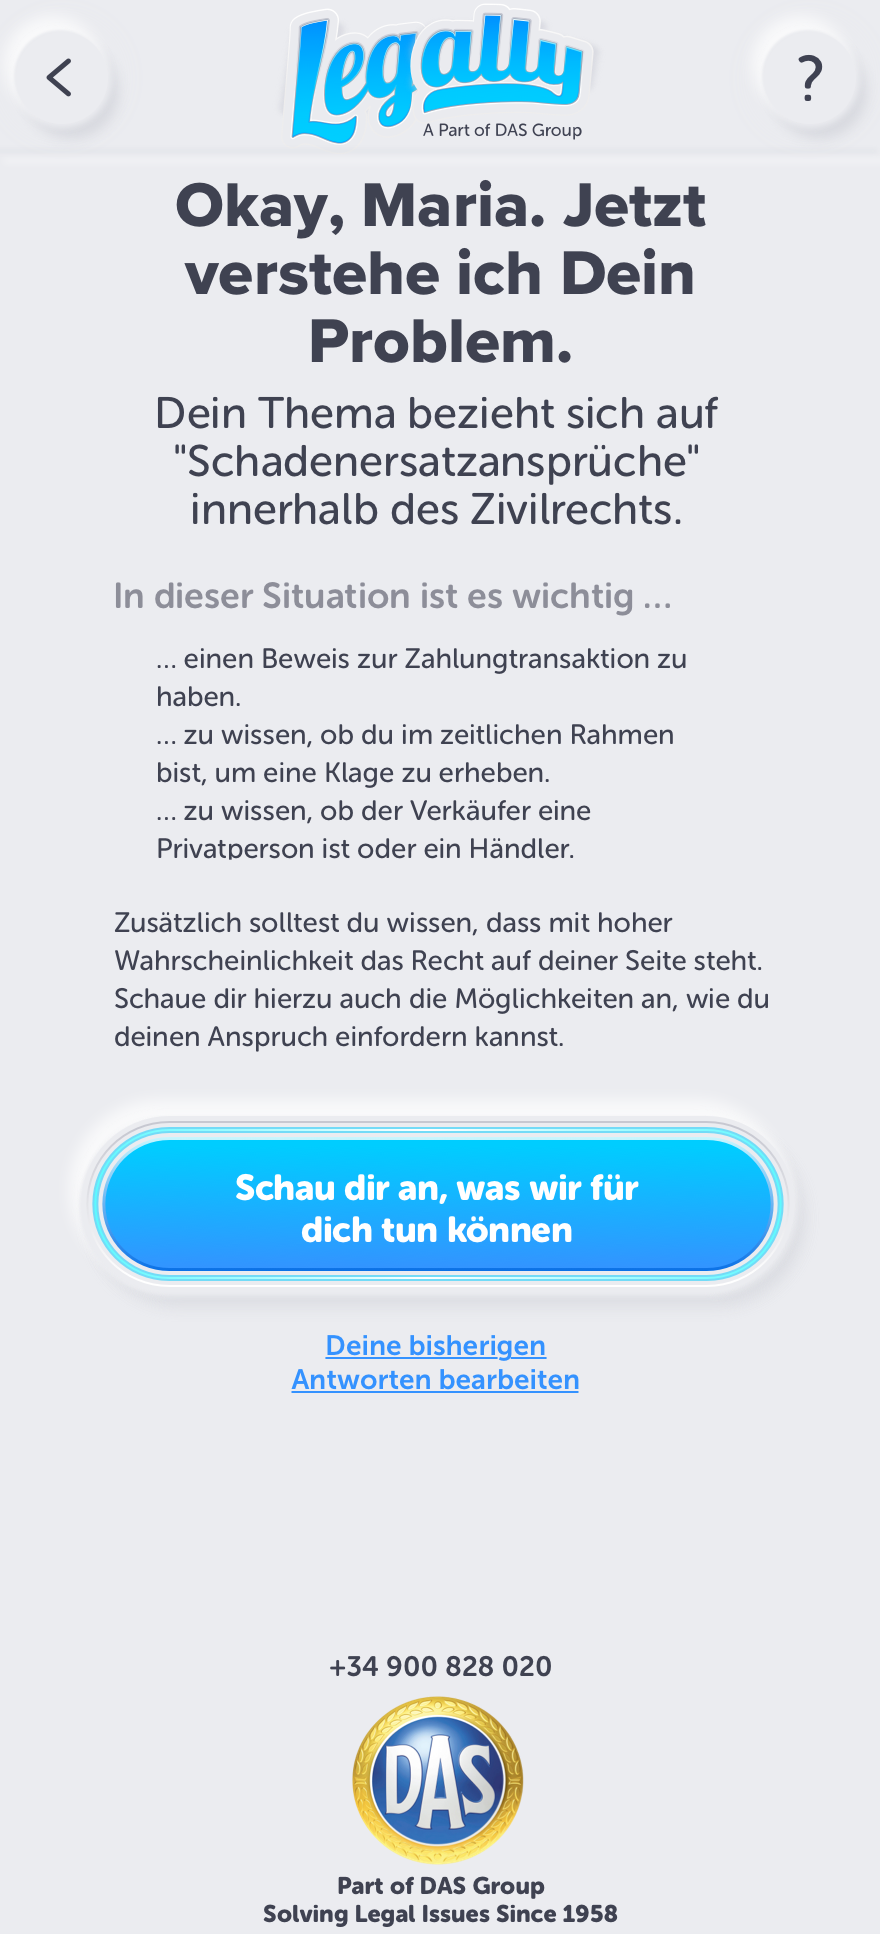 Legally
A Part of DAS Group
?
Okay, Maria. Jetzt
verstehe ich Dein
Problem.
Dein Thema bezieht sich auf
"Schadenersatzansprüche"
innerhalb des Zivilrechts.
In dieser Situation ist es wichtig ...
... einen Beweis zur Zahlungtransaktion zu
haben.
... zu wissen, ob du im zeitlichen Rahmen
bist, um eine Klage zu erheben.
... zu wissen, ob der Verkäufer eine
Privatperson ist oder ein Händler.
Zusätzlich solltest du wissen, dass mit hoher
Wahrscheinlichkeit das Recht auf deiner Seite steht.
Schaue dir hierzu auch die Möglichkeiten an, wie du
deinen Anspruch einfordern kannst.
Schau dir an, was wir für
dich tun können
Deine bisherigen
Antworten bearbeiten
+34 900 828 020
DAS
Part of DAS Group
Solving Legal Issues Since 1958